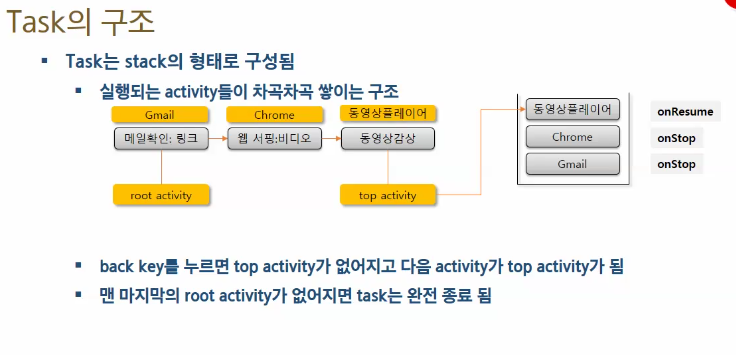 Task의 구조
Task는 stack의 형태로 구성됨
실행되는 activity들이 차곡차곡 쌓이는 구조
Gmail
Chrome
동영상플레이어
메일확인: 링크
웹 서핑:비디오
동영상감상
root activity
top activity
동영상플레이어
onResume
Chrome
onStop
Gmail
onStop
back key를 누르면 top activity가 없어지고 다음 activity가 top activity가 됨
맨 마지막의 root activity가 없어지면 task는 완전 종료 됨